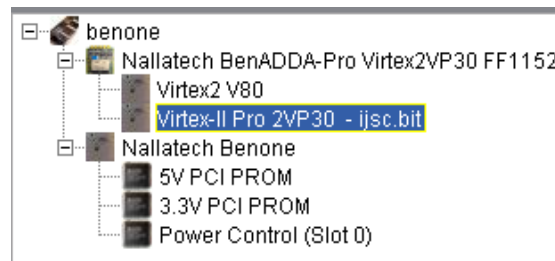 benone
Nallatech BenADDA-Pro Virtex2VP30 FF1152
Virtex2 V80
Virtex-II Pro 2VP30 - ijsc.bit
Nallatech Benone
5V PCI PROM
3.3V PCI PROM
Power Control (Slot 0)